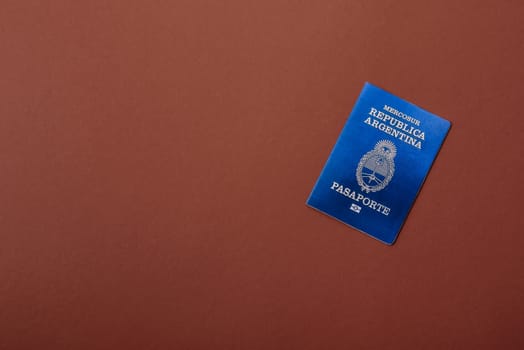 MERCOSUR
REPUBLICA
ARGENTINA
PASAPORTE